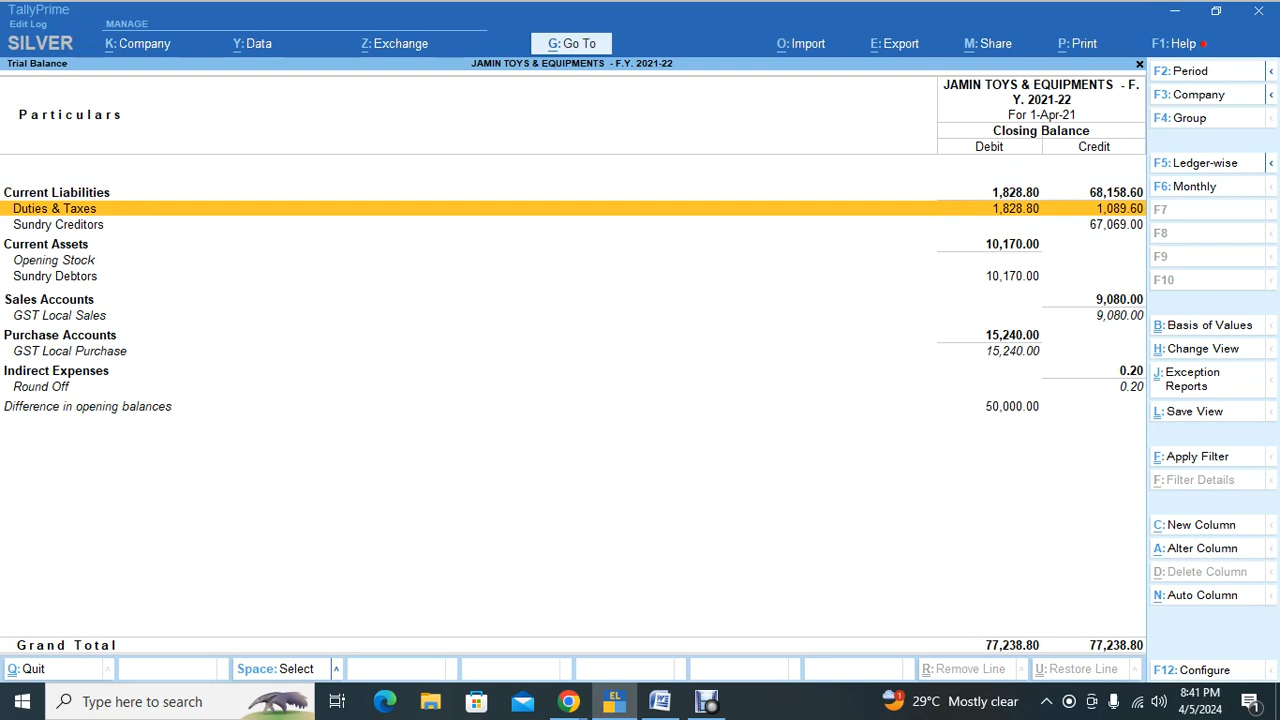 TallyPrime
Edit Log
SILVER
MANAGE
K: Company
Y: Data
Z: Exchange
G: Go To
O: Import
E: Export
M: Share
P: Print
F1: Help
Trial Balance
JAMIN TOYS & EQUIPMENTS - F.Y. 2021-22
Particulars
JAMIN TOYS & EQUIPMENTS - F.
Y. 2021-22
For 1-Apr-21
Closing Balance
Debit Credit
Current Liabilities 1,828.80 68,158.60
Duties & Taxes 1,828.80 1,089.60
Sundry Creditors 67,069.00
Current Assets 10,170.00
Opening Stock
Sundry Debtors 10,170.00
Sales Accounts 9,080.00
GST Local Sales 9,080.00
Purchase Accounts 15,240.00
GST Local Purchase 15,240.00
Indirect Expenses 0.20
Round Off 0.20
Difference in opening balances 50,000.00
Grand Total 77,238.80 77,238.80
F2: Period
F3: Company
F4: Group
F5: Ledger-wise
F6: Monthly
F7
F8
F9
F10
B: Basis of Values
H: Change View
J: Exception
Reports
L: Save View
F: Apply Filter
F: Filter Details
C: New Column
A: Alter Column
D: Delete Column
N: Auto Column
F12: Configure
Q: Quit
Space: Select
R: Remove Line
U: Restore Line
Type here to search
EL
1
29°C Mostly clear
8:41 PM
4/5/2024
1